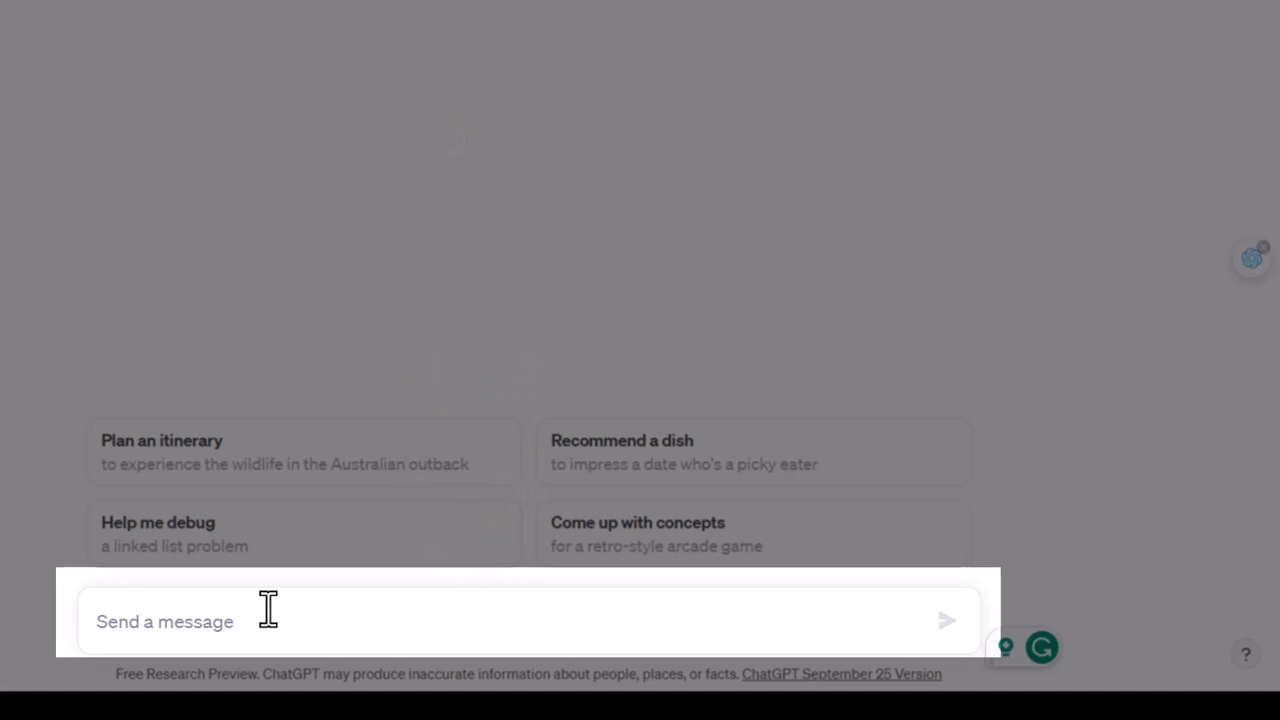 Plan an itinerary
to experience the wildlife in the Australian outback
Recommend a dish
to impress a date who's a picky eater
Help me debug
a linked list problem
Come up with concepts
for a retro-style arcade game
Send a message
Free Research Preview. ChatGPT may produce inaccurate information about people, places, or facts. ChatGPT September 25 Version
?